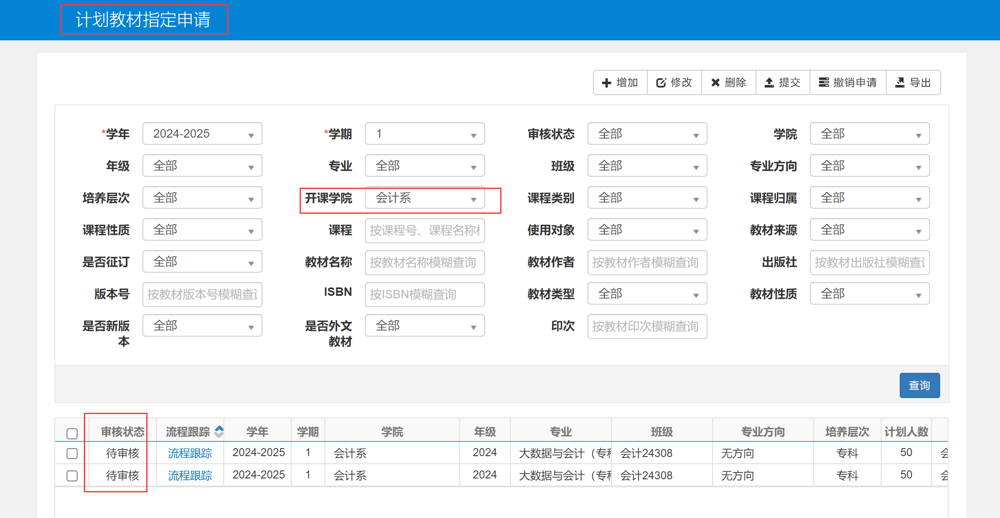 计划教材指定申请
增加 修改 删除 提交 撤销申请 导出
*学年 2024-2025 *学期 1 审核状态 全部 学院 全部
年级 全部 专业 全部 班级 全部 专业方向 全部
培养层次 全部 开课学院 会计系 课程类别 全部 课程归属 全部
课程性质 全部 课程 按课程号、课程名称 使用对象 全部 教材来源 全部
是否征订 全部 教材名称 按教材名称模糊查询 教材作者 按教材作者模糊查询 出版社 按教材出版社模糊查
版本号 按教材版本号模糊查 ISBN 按ISBN模糊查询 教材类型 全部 教材性质 全部
是否新版本 全部 是否外文教材 全部 印次 按教材印次模糊查询
查询
审核状态 流程跟踪 学年 学期 学院 年级 专业 班级 专业方向 培养层次 计划人数
待审核 流程跟踪 2024-2025 1 会计系 2024 大数据与会计（专 会计24308 无方向 专科 50
待审核 流程跟踪 2024-2025 1 会计系 2024 大数据与会计（专 会计24308 无方向 专科 50